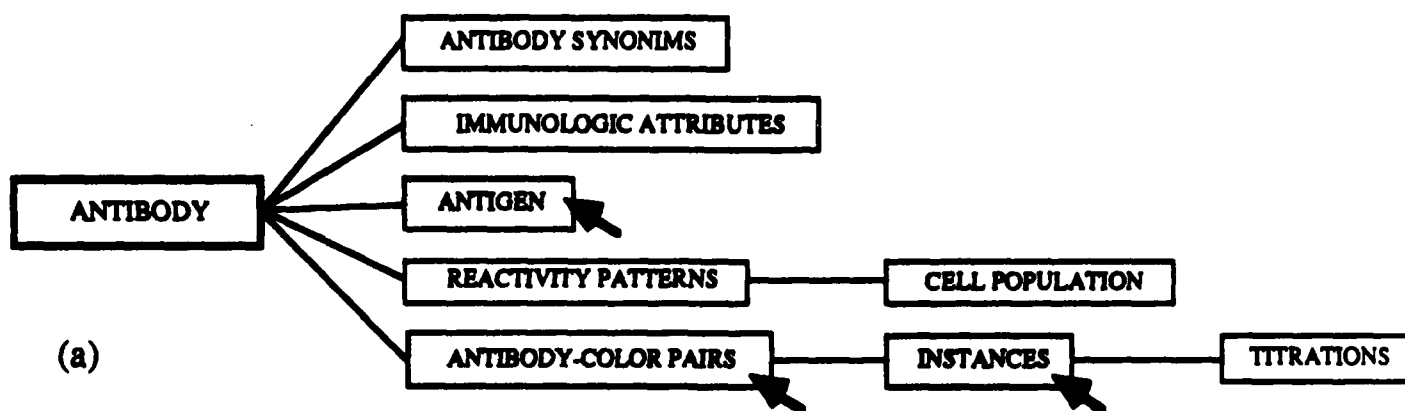 ANTIBODY SYNONIMS
IMMUNOLOGIC ATTRIBUTES
ANTIBODY
ANTIGEN
REACTIVITY PATTERNS
CELL POPULATION
(a)
ANTIBODY-COLOR PAIRS
INSTANCES
TITRATIONS